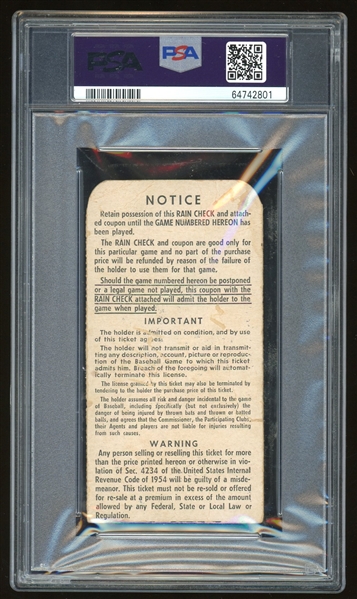 PSA
PSA
64742801
NOTICE
Retain possession of this RAIN CHECK and attach-
ed coupon until the GAME NUMBERED HEREON has
been played.
The RAIN CHECK and coupon are good only for
this particular game and no part of the purchase
price will be refunded by reason of the failure of
the holder to use them for that game.
Should the game numbered hereon be postponed
or a legal game not played, this coupon with the
RAIN CHECK attached will admit the holder to the
game when played.
IMPORTANT
The holder is admitted on condition, and by use
of this ticket agrees:
The holder will not transmit or aid in transmit-
ting any description, account, picture or reproduc-
tion of the Baseball Game to which this ticket
admits him. Breach of the foregoing will auto-
matically terminate this license.
The license granted by this ticket may also be terminated by
tendering to the holder the purchase price of this ticket.
The holder assumes all risk and danger incidental to the game
of Baseball, including (specifically (but not exclusively) the
danger of being injured by thrown bats and thrown or batted
balls, and agrees that the Commissioner, the Participating Clubs,
their Agents and players are not liable for injuries resulting
from such causes.
WARNING
Any person selling or reselling this ticket for more
than the price printed hereon or otherwise in vio-
lation of Sec. 4234 of the United States Internal
Revenue Code of 1954 will be guilty of a misde-
meanor. This ticket must not be re-sold or offered
for re-sale at a premium in excess of the amount
allowed by any Federal, State or Local Law or
Regulation.